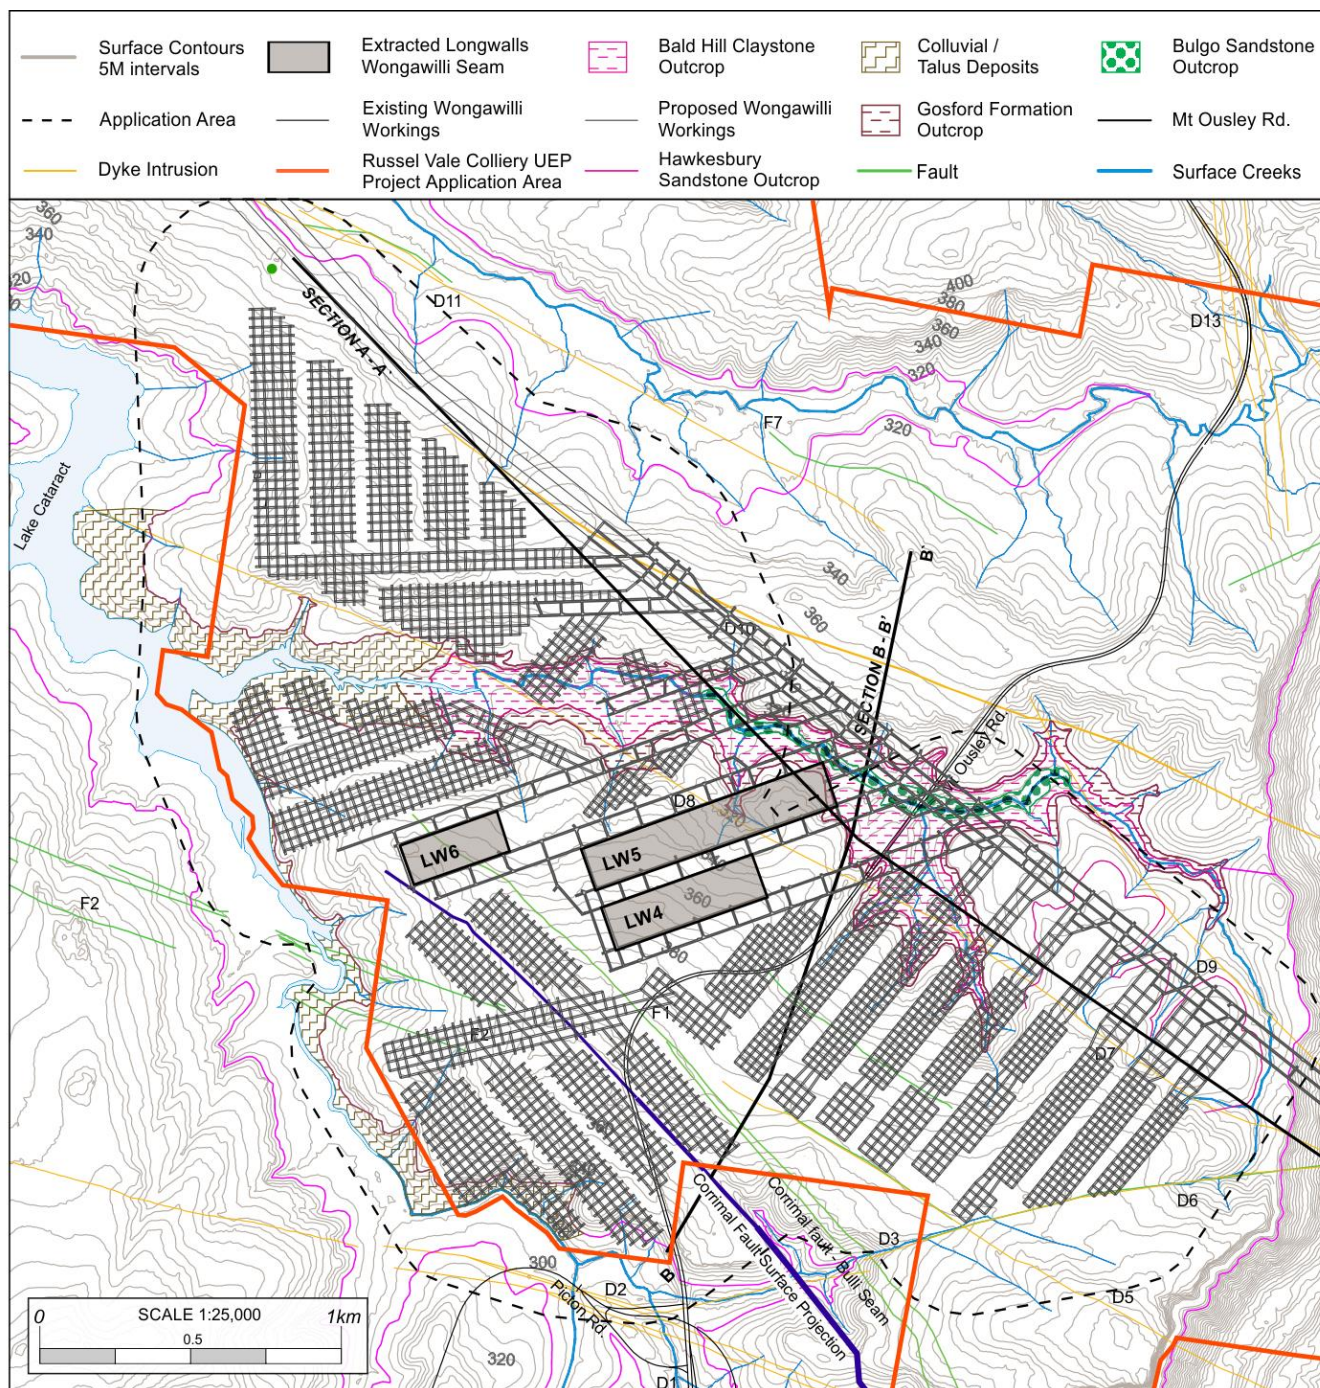 Surface Contours
5M intervals
Extracted Longwalls
Wongawilli Seam
Bald Hill Claystone
Outcrop
Colluvial /
Talus Deposits
Bulgo Sandstone
Outcrop
Application Area
Existing Wongawilli
Workings
Proposed Wongawilli
Workings
Gosford Formation
Outcrop
Mt Ousley Rd.
Dyke Intrusion
Russel Vale Colliery UEP
Project Application Area
Hawkesbury
Sandstone Outcrop
Fault
Surface Creeks
360
340
400
380
360
340
320
D11
D13
SECTION A - A'
F7
320
Lake Cataract
B'
340
360
D10
SECTION B - B'
Ousley Rd.
D8
LW6
LW5
LW4
360
F2
D9
F1
F2
D7
360
Corrimal Fault Surface Projection
Corrimal fault - Bulli Seam
D6
D3
300
B
D2
D5
Picton Rd.
320
D1
0
SCALE 1:25,000
1km
0.5